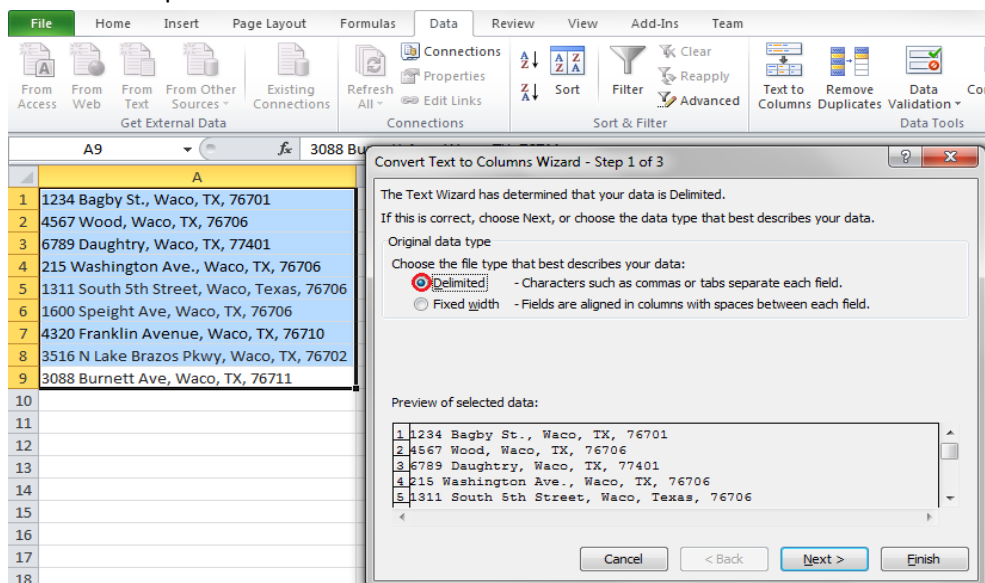 File Home Insert Page Layout Formulas Data Review View Add-Ins Team
From Access
From Web
From Text
From Other Sources
Existing Connections
Get External Data
Refresh All
Connections
Properties
Edit Links
Connections
Sort
Filter
Clear
Reapply
Advanced
Sort & Filter
Text to Columns
Remove Duplicates
Data Validation
Data Tools
A9 fx 3088
A
1 1234 Bagby St., Waco, TX, 76701
2 4567 Wood, Waco, TX, 76706
3 6789 Daughtry, Waco, TX, 77401
4 215 Washington Ave., Waco, TX, 76706
5 1311 South 5th Street, Waco, Texas, 76706
6 1600 Speight Ave, Waco, TX, 76706
7 4320 Franklin Avenue, Waco, TX, 76710
8 3516 N Lake Brazos Pkwy, Waco, TX, 76702
9 3088 Burnett Ave, Waco, TX, 76711
10
11
12
13
14
15
16
17
18
Convert Text to Columns Wizard - Step 1 of 3
The Text Wizard has determined that your data is Delimited.
If this is correct, choose Next, or choose the data type that best describes your data.
Original data type
Choose the file type that best describes your data:
Delimited - Characters such as commas or tabs separate each field.
Fixed width - Fields are aligned in columns with spaces between each field.
Preview of selected data:
1 1234 Bagby St., Waco, TX, 76701
2 4567 Wood, Waco, TX, 76706
3 6789 Daughtry, Waco, TX, 77401
4 215 Washington Ave., Waco, TX, 76706
5 1311 South 5th Street, Waco, Texas, 76706
Cancel < Back Next > Finish